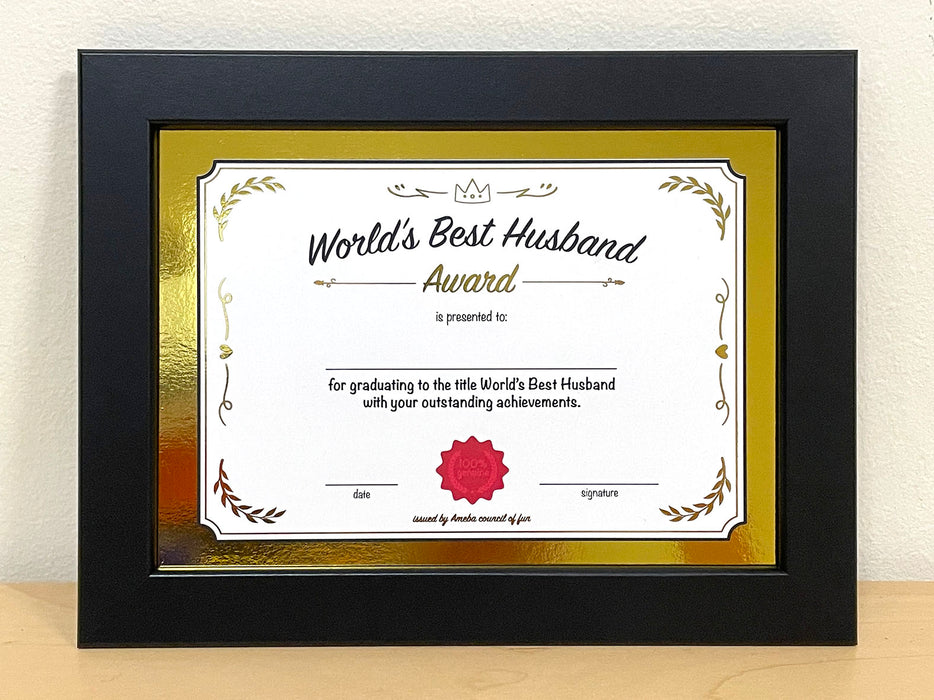 World's Best Husband
Award
is presented to:
for graduating to the title World's Best Husband
with your outstanding achievements.
100%
genuine
date
signature
issued by Ameba council of fun